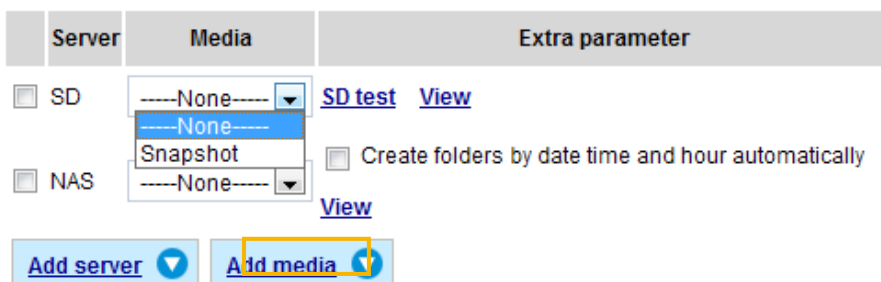 Server Media Extra parameter
SD -----None----- SD test View
-----None-----
Snapshot
Create folders by date time and hour automatically
NAS -----None-----
View
Add server Add media